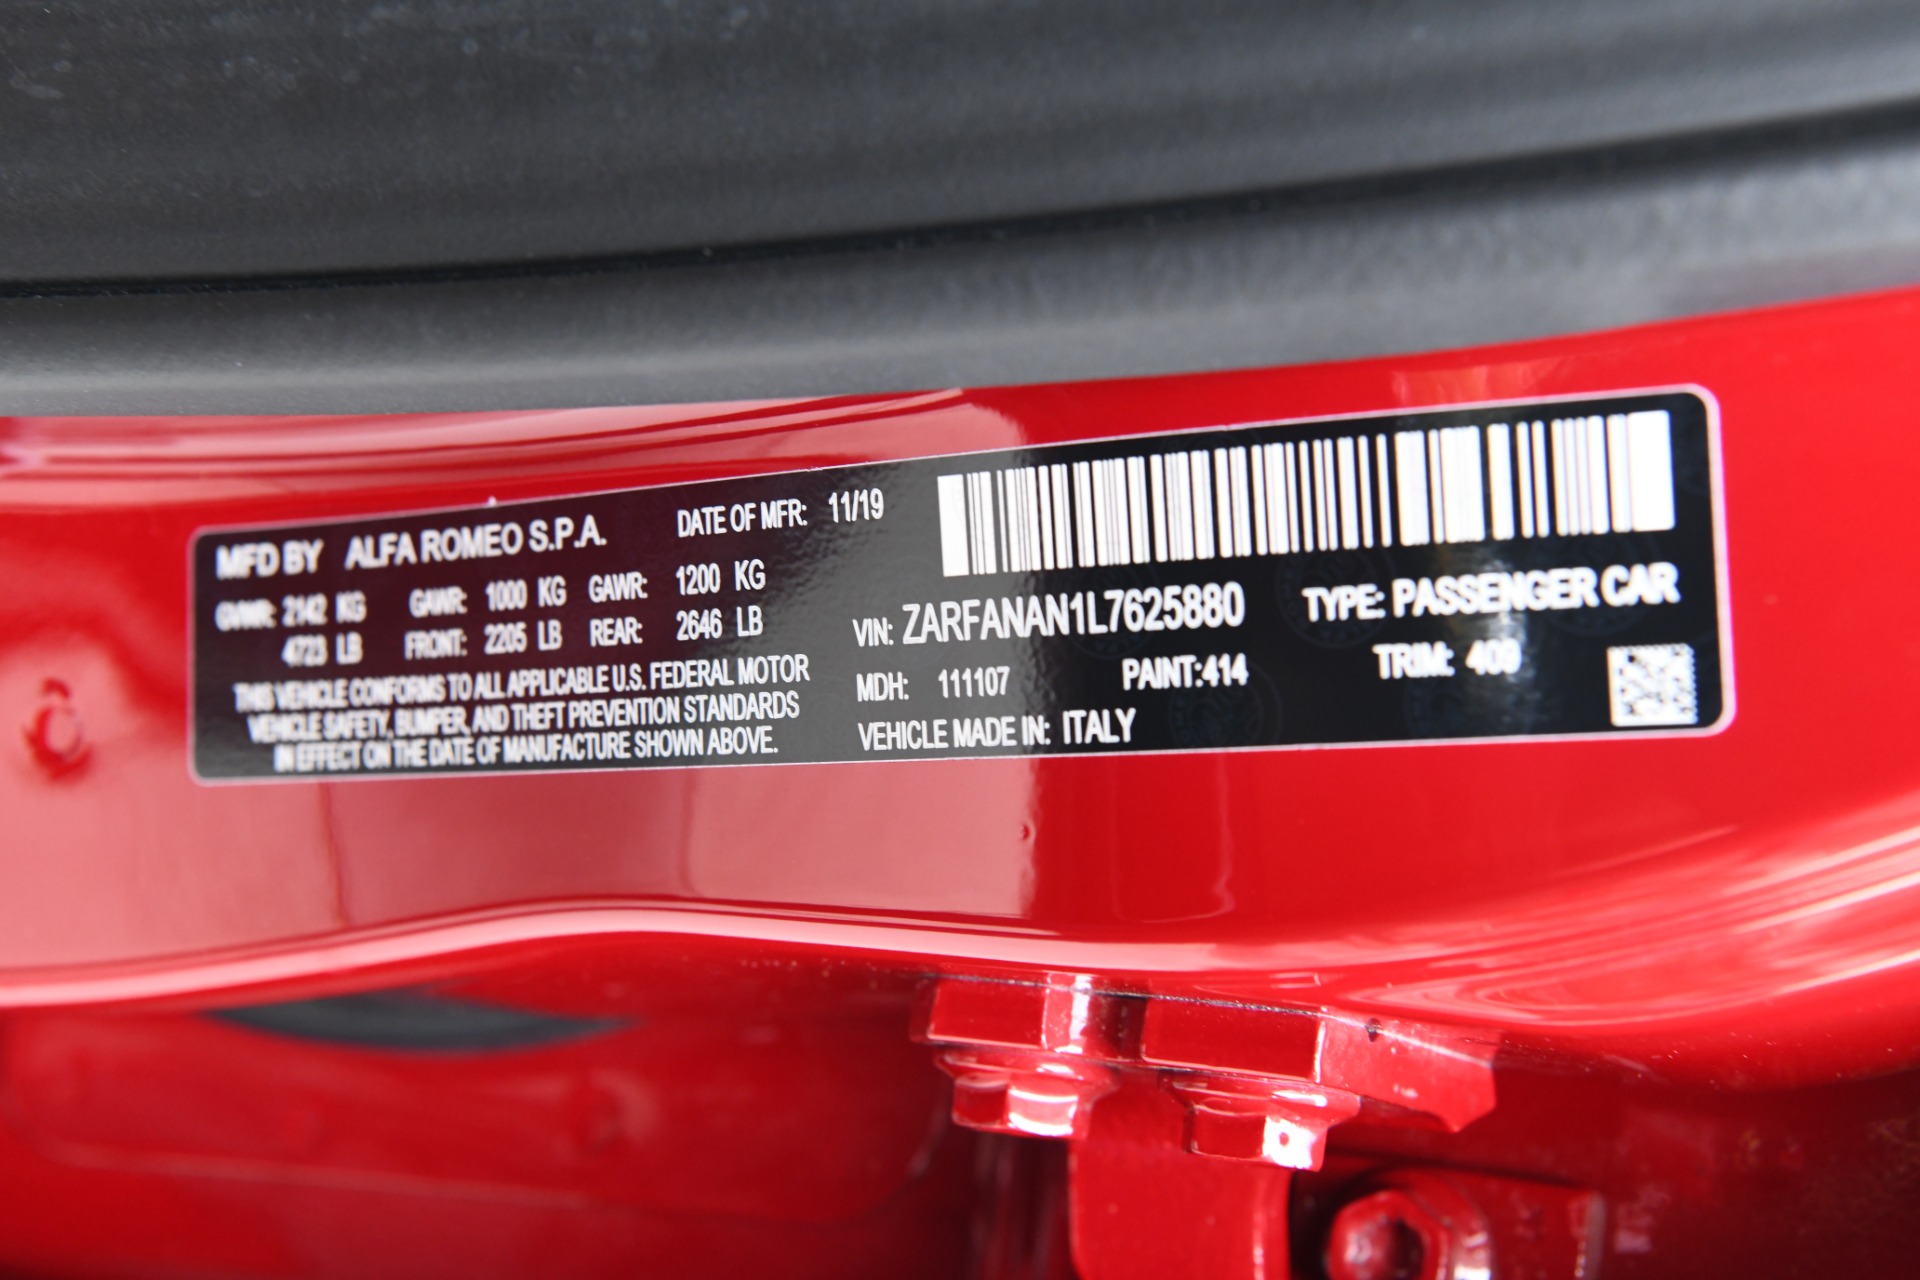 MFD BY ALFA ROMEO S.P.A. DATE OF MFR: 11/19
GVWR: 2142 KG GAWR: 1000 KG GAWR: 1200 KG
4723 LB FRONT: 2205 LB REAR: 2646 LB
THIS VEHICLE CONFORMS TO ALL APPLICABLE U.S. FEDERAL MOTOR
VEHICLE SAFETY, BUMPER, AND THEFT PREVENTION STANDARDS
IN EFFECT ON THE DATE OF MANUFACTURE SHOWN ABOVE.
VIN: ZARFANAN1L7625880 TYPE: PASSENGER CAR
MDH: 111107 PAINT:414 TRIM: 409
VEHICLE MADE IN: ITALY